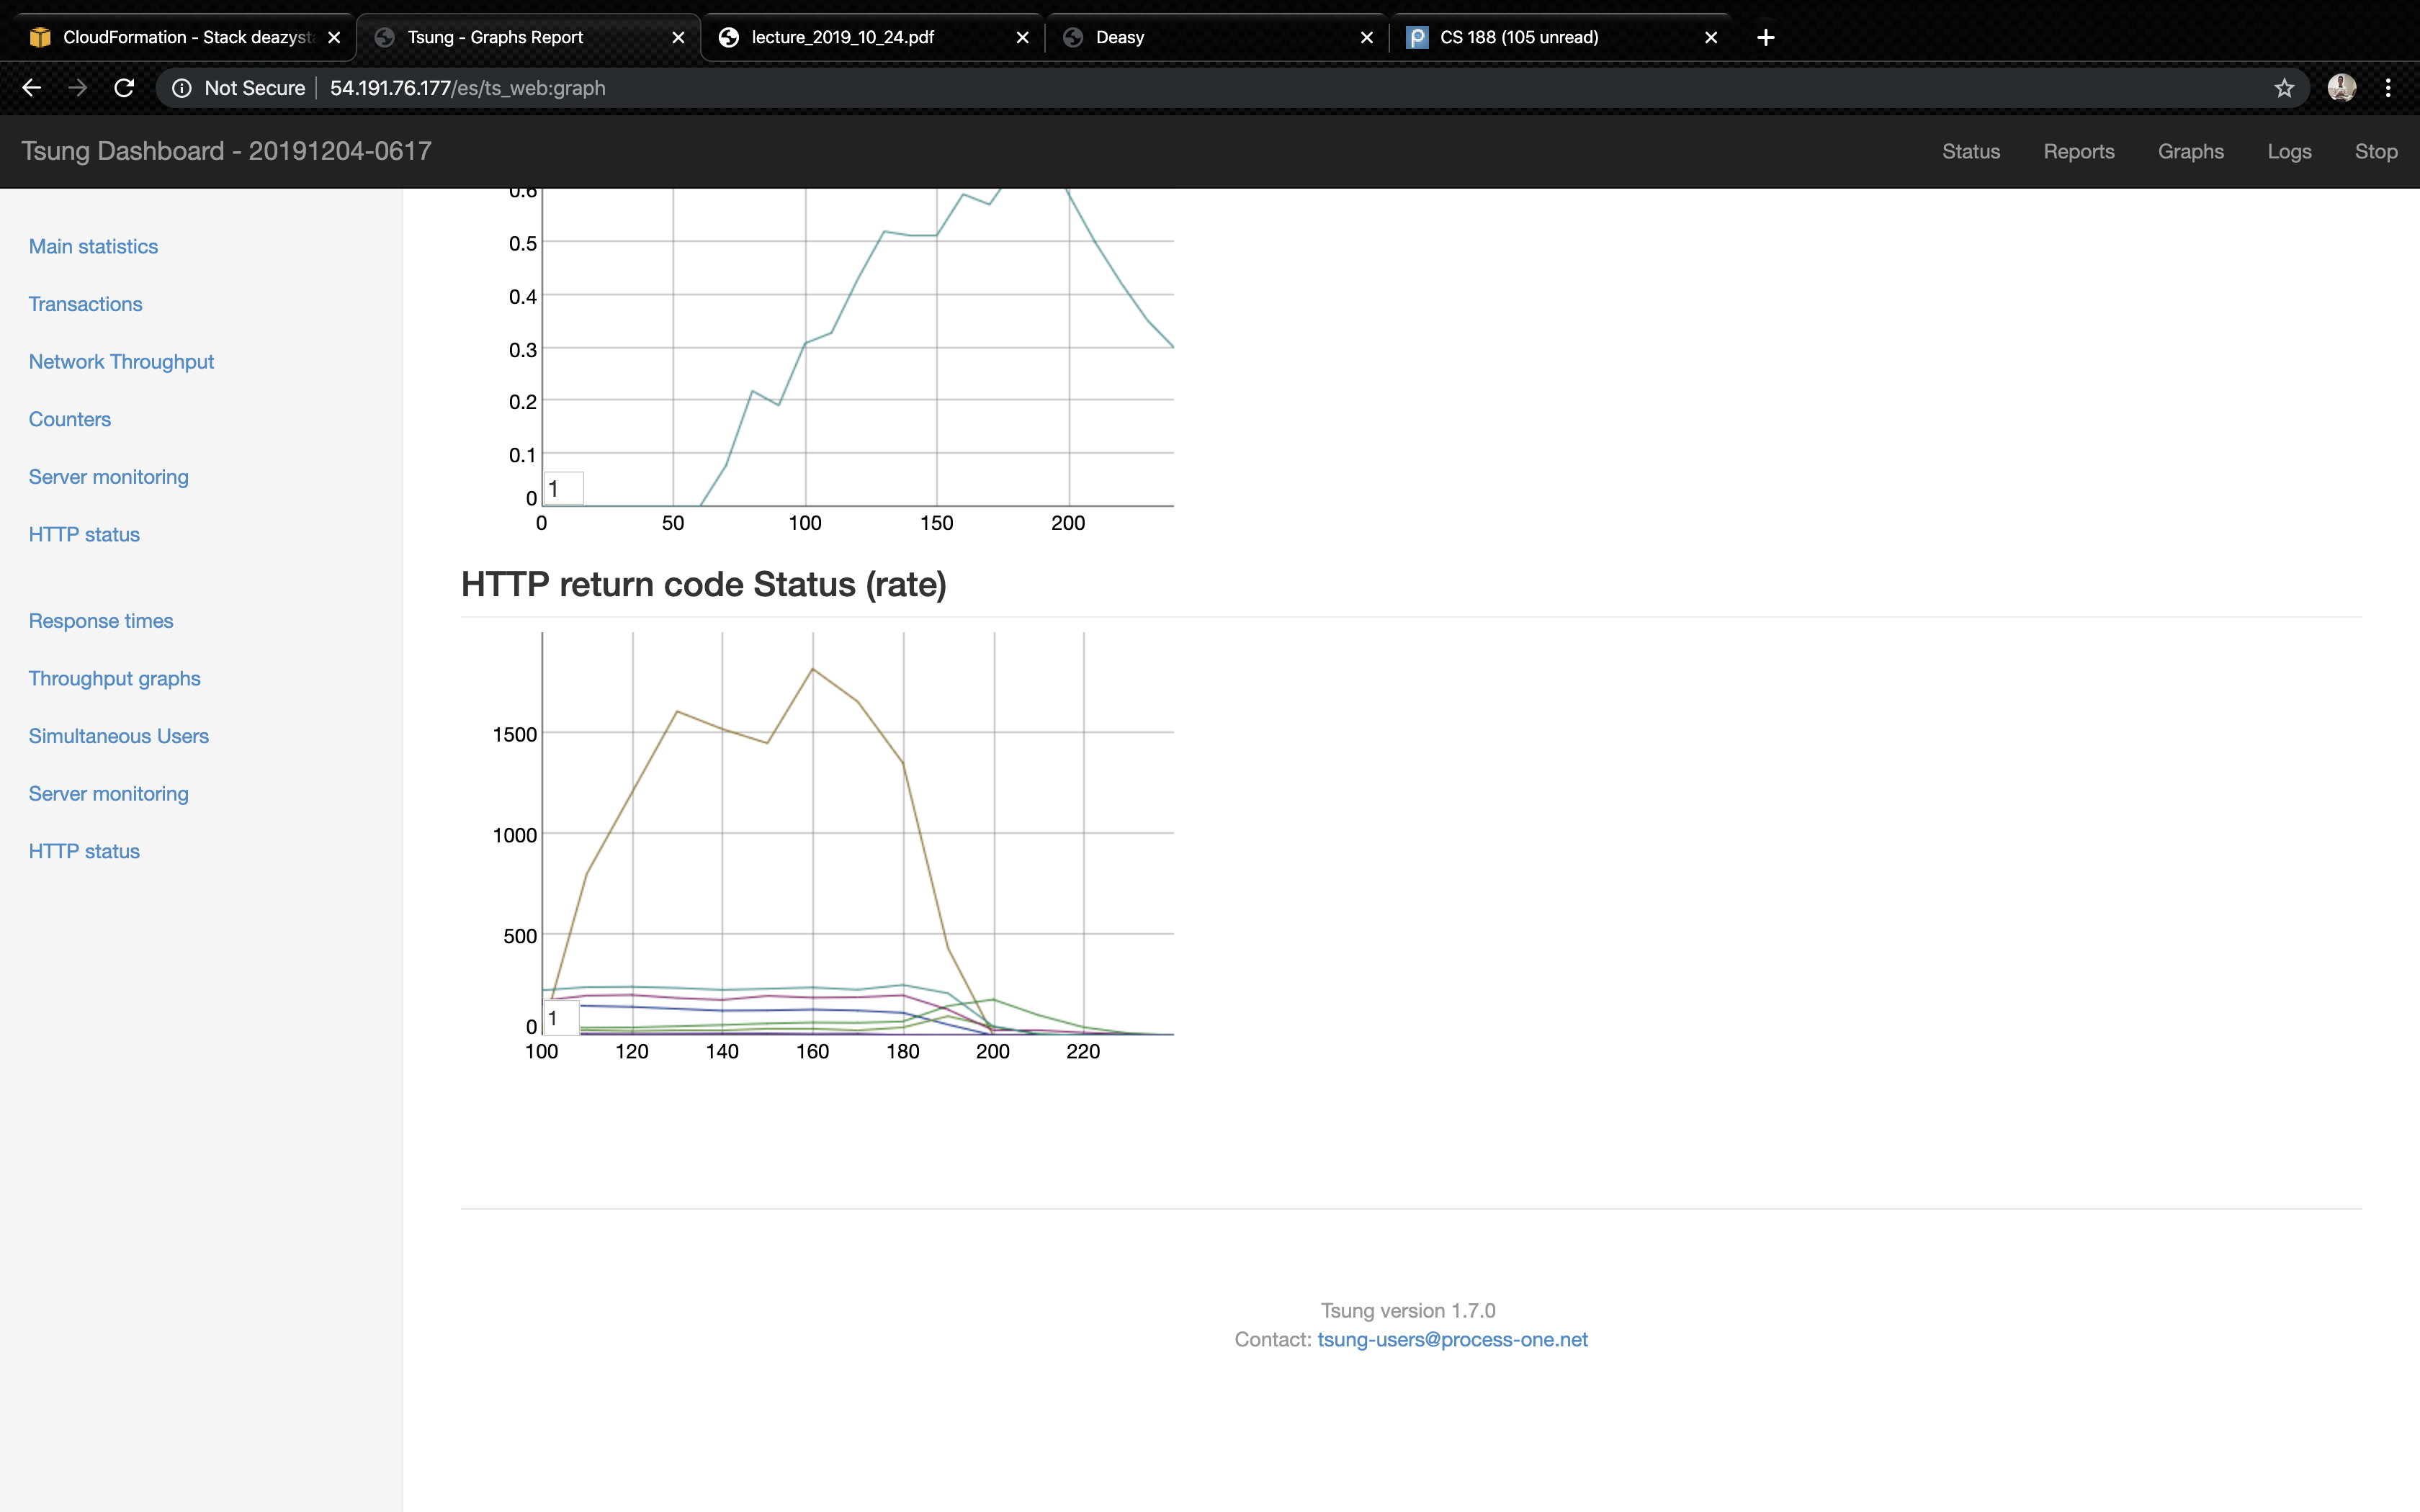 CloudFormation - Stack deazyst
Tsung - Graphs Report
lecture_2019_10_24.pdf
Deasy
CS 188 (105 unread)
Not Secure
54.191.76.177/es/ts_web:graph
Tsung Dashboard - 20191204-0617
Status
Reports
Graphs
Logs
Stop
Main statistics
Transactions
Network Throughput
Counters
Server monitoring
HTTP status
Response times
Throughput graphs
Simultaneous Users
Server monitoring
HTTP status
0.6
0.5
0.4
0.3
0.2
0.1
0
1
0 50 100 150 200
HTTP return code Status (rate)
1500
1000
500
0
1
100 120 140 160 180 200 220
Tsung version 1.7.0
Contact: tsung-users@process-one.net